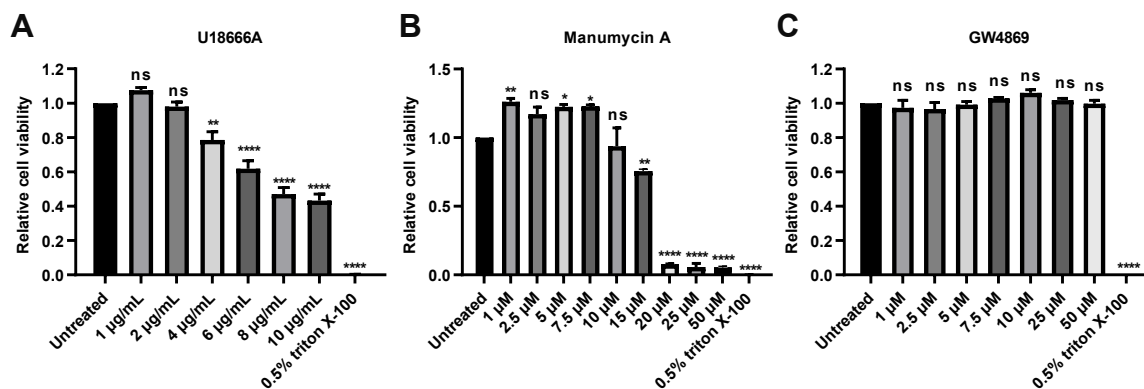 A
U18666A
Relative cell viability
1.2
1.0
0.8
0.6
0.4
0.2
0.0
ns
ns
**
****
****
****
****
Untreated
1 µg/mL
2 µg/mL
4 µg/mL
6 µg/mL
8 µg/mL
10 µg/mL
0.5% triton X-100
B
Manumycin A
Relative cell viability
1.5
1.0
0.5
0.0
**
ns
*
*
ns
**
****
****
****
****
Untreated
1 µM
2.5 µM
5 µM
7.5 µM
10 µM
15 µM
20 µM
25 µM
50 µM
0.5% triton X-100
C
GW4869
Relative cell viability
1.2
1.0
0.8
0.6
0.4
0.2
0.0
ns
ns
ns
ns
ns
ns
ns
****
Untreated
1 µM
2.5 µM
5 µM
7.5 µM
10 µM
25 µM
50 µM
0.5% triton X-100